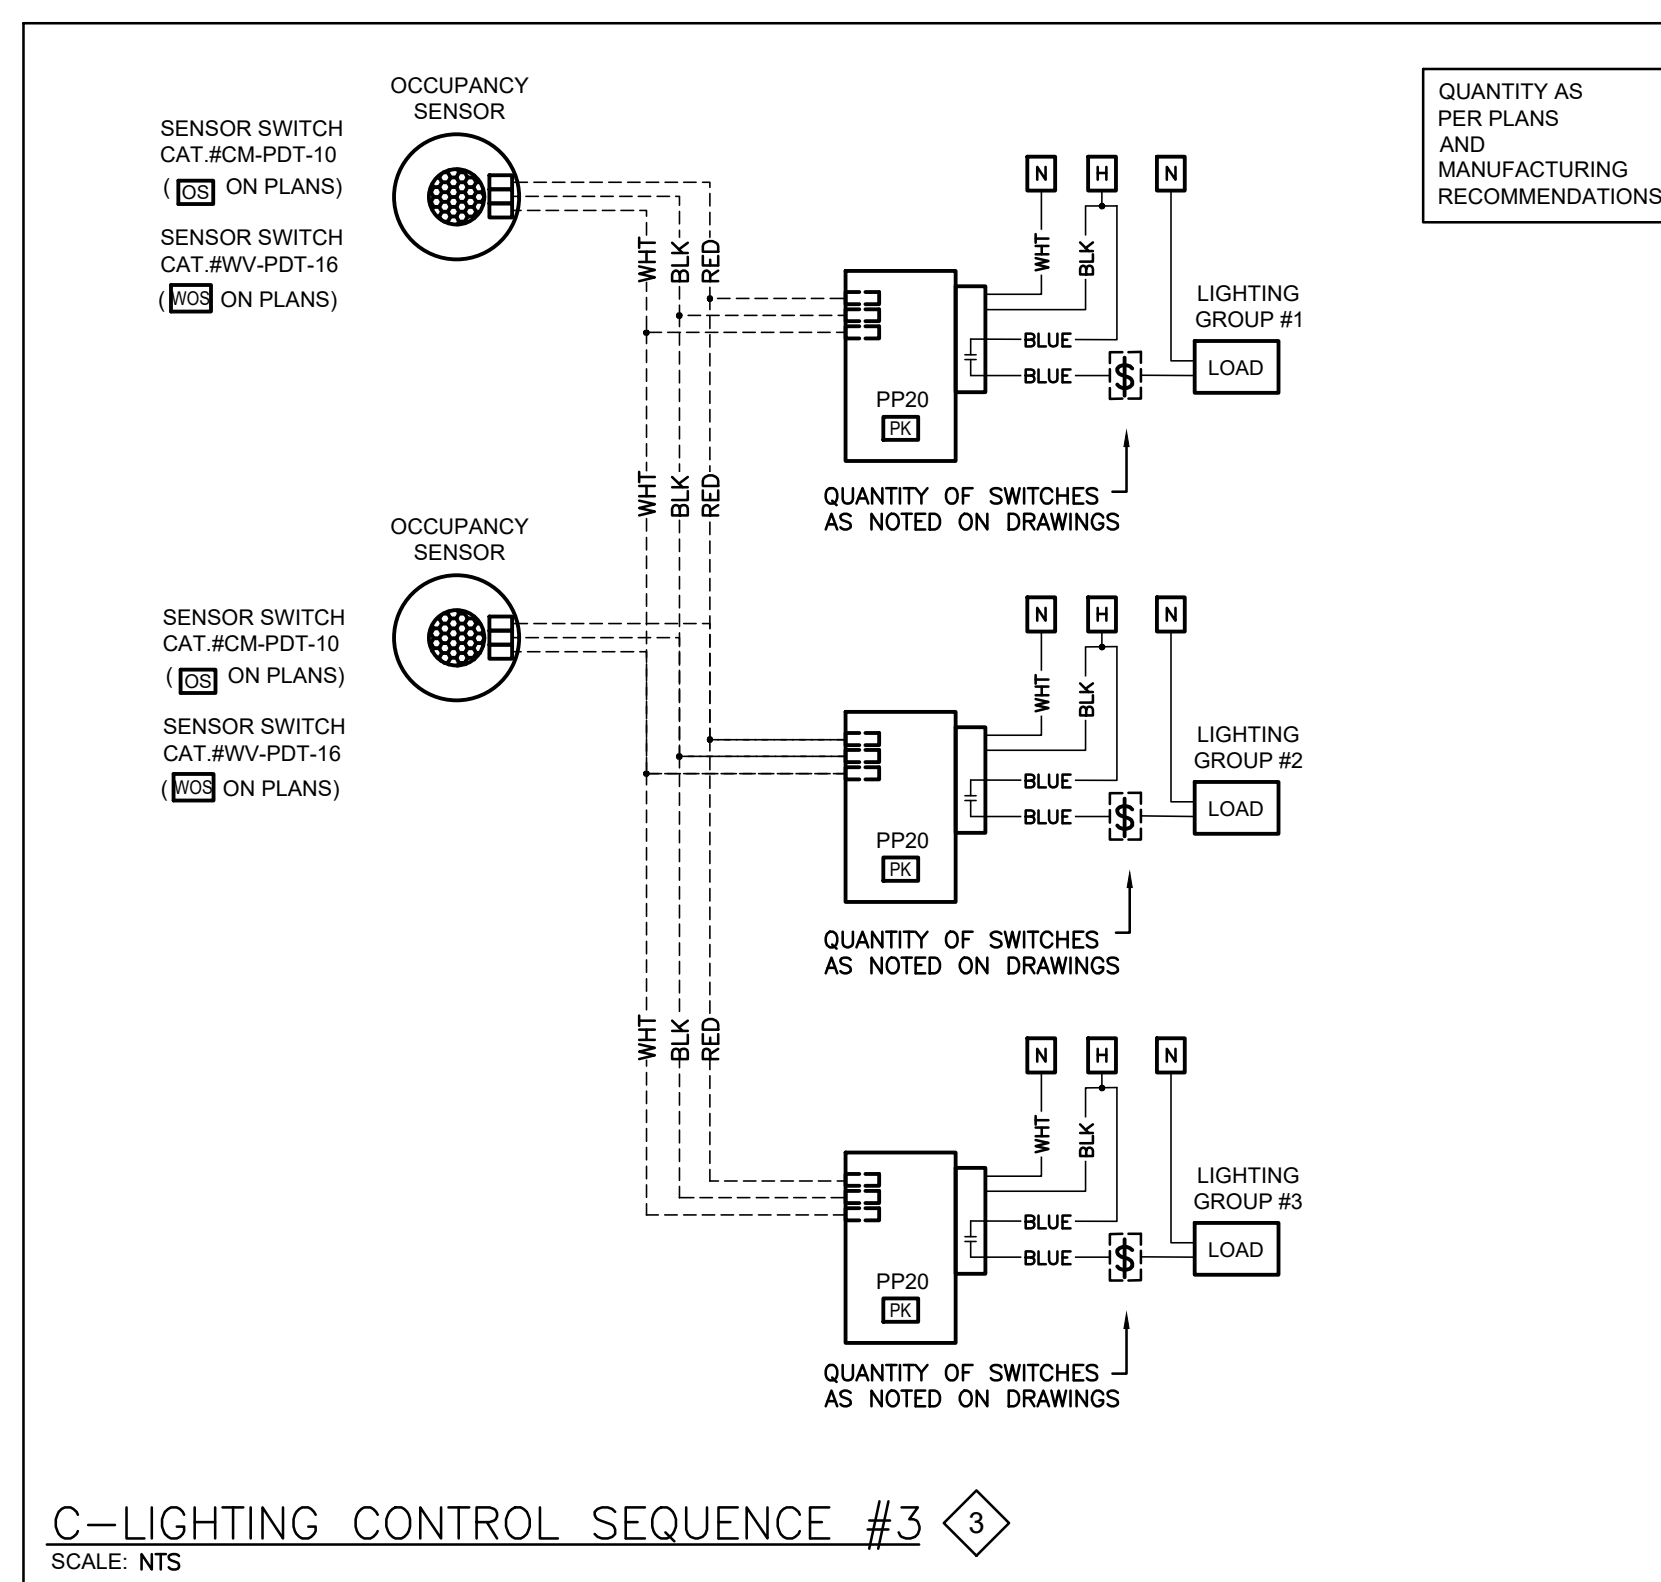 OCCUPANCY
SENSOR
SENSOR SWITCH
CAT.#CM-PDT-10
( OS ON PLANS)
SENSOR SWITCH
CAT.#WV-PDT-16
( WOS ON PLANS)
WHT
BLK
RED
N
H
N
WHT
BLK
BLUE
BLUE
$
LIGHTING
GROUP #1
LOAD
PP20
PK
QUANTITY OF SWITCHES
AS NOTED ON DRAWINGS
QUANTITY AS
PER PLANS
AND
MANUFACTURING
RECOMMENDATIONS
WHT
BLK
RED
OCCUPANCY
SENSOR
SENSOR SWITCH
CAT.#CM-PDT-10
( OS ON PLANS)
SENSOR SWITCH
CAT.#WV-PDT-16
( WOS ON PLANS)
N
H
N
WHT
BLK
BLUE
BLUE
$
LIGHTING
GROUP #2
LOAD
PP20
PK
QUANTITY OF SWITCHES
AS NOTED ON DRAWINGS
WHT
BLK
RED
N
H
N
WHT
BLK
BLUE
BLUE
$
LIGHTING
GROUP #3
LOAD
PP20
PK
QUANTITY OF SWITCHES
AS NOTED ON DRAWINGS
C-LIGHTING CONTROL SEQUENCE #3 3
SCALE: NTS